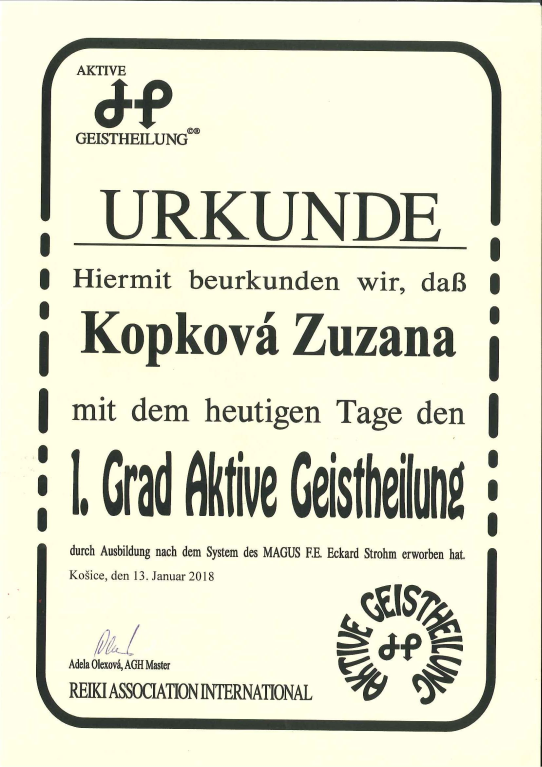 AKTIVE
GEISTHEILUNG©®
URKUNDE
Hiermit beurkunden wir, daß
Kopková Zuzana
mit dem heutigen Tage den
1. Grad Aktive Geistheilung
durch Ausbildung nach dem System des MAGUS F.E. Eckard Strohm erworben hat.
Košice, den 13. Januar 2018
AKTIVE GEISTHEILUNG
Adela Olexová, AGH Master
REIKI ASSOCIATION INTERNATIONAL